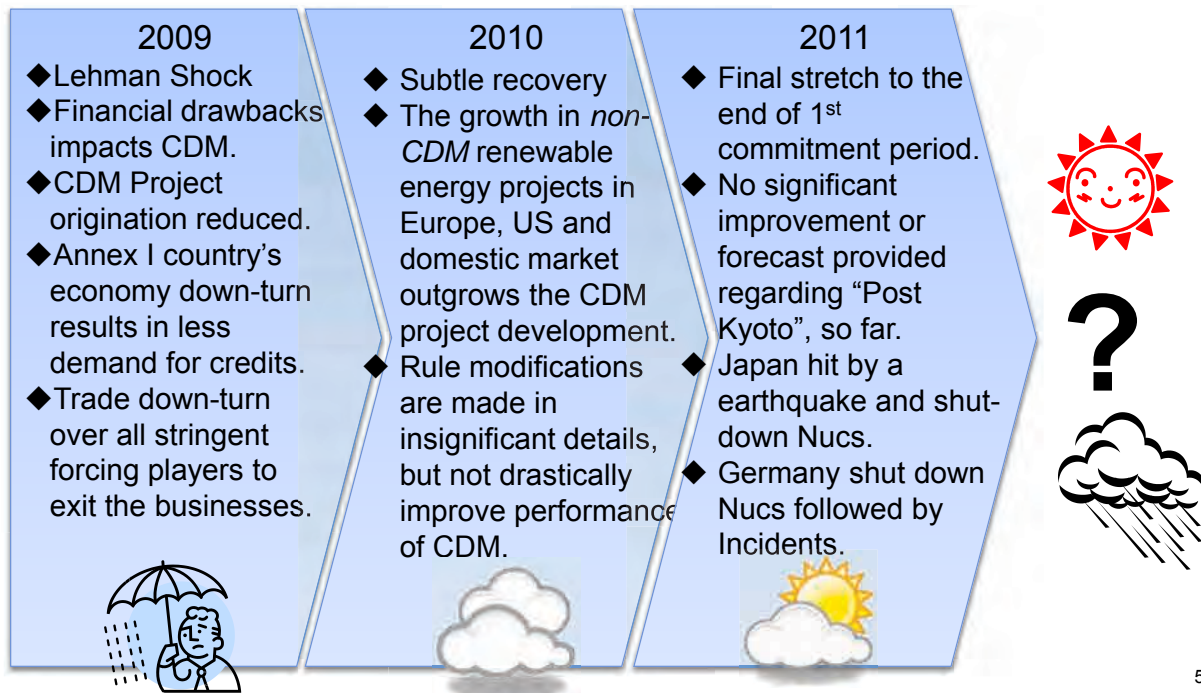 2009
◆Lehman Shock
◆Financial drawbacks
impacts CDM.
◆CDM Project
origination reduced.
◆Annex I country’s
economy down-turn
results in less
demand for credits.
◆Trade down-turn
over all stringent
forcing players to
exit the businesses.
2010
◆ Subtle recovery
◆ The growth in non-
CDM renewable
energy projects in
Europe, US and
domestic market
outgrows the CDM
project development.
◆ Rule modifications
are made in
insignificant details,
but not drastically
improve performance
of CDM.
2011
◆ Final stretch to the
end of 1st
commitment period.
◆ No significant
improvement or
forecast provided
regarding “Post
Kyoto”, so far.
◆ Japan hit by a
earthquake and shut-
down Nucs.
◆ Germany shut down
Nucs followed by
Incidents.
?
5